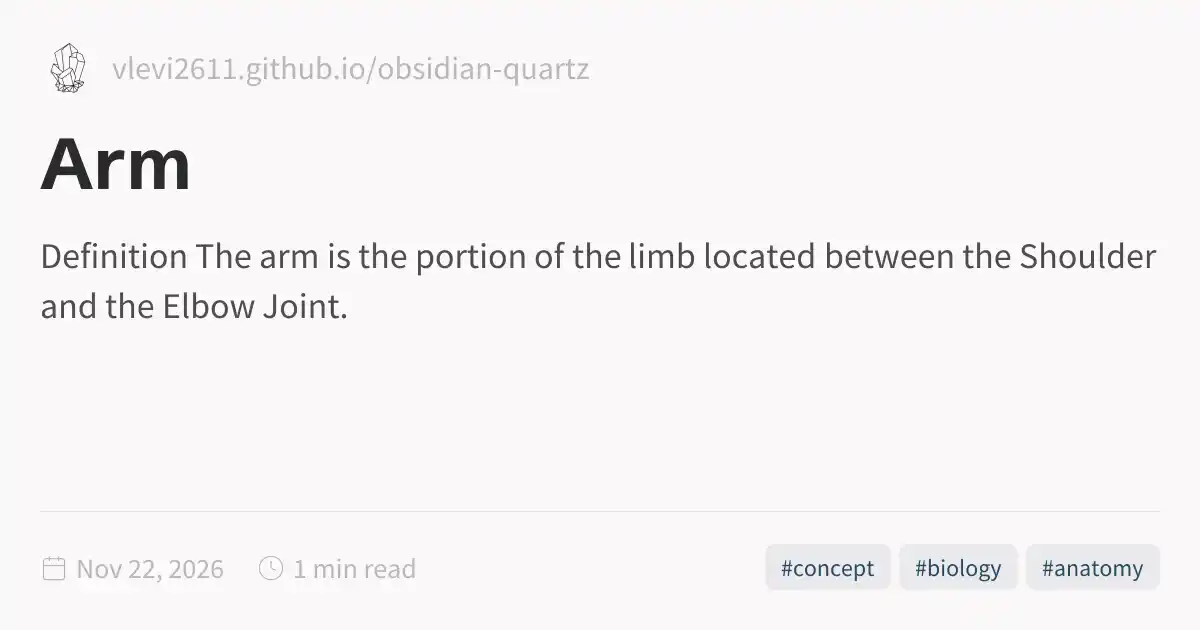 vlevi2611.github.io/obsidian-quartz
Arm
Definition The arm is the portion of the limb located between the Shoulder
and the Elbow Joint.
Nov 22, 2026 1 min read #concept #biology #anatomy